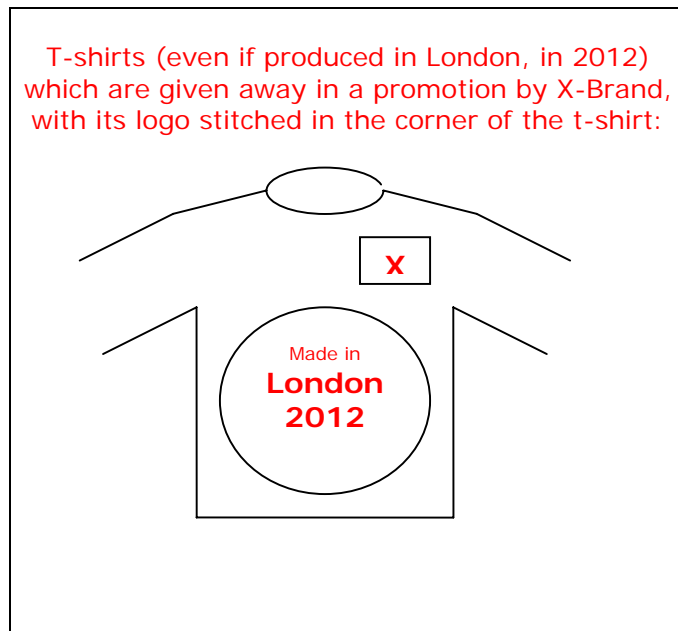 T-shirts (even if produced in London, in 2012)
which are given away in a promotion by X-Brand,
with its logo stitched in the corner of the t-shirt:
X
Made in
London
2012